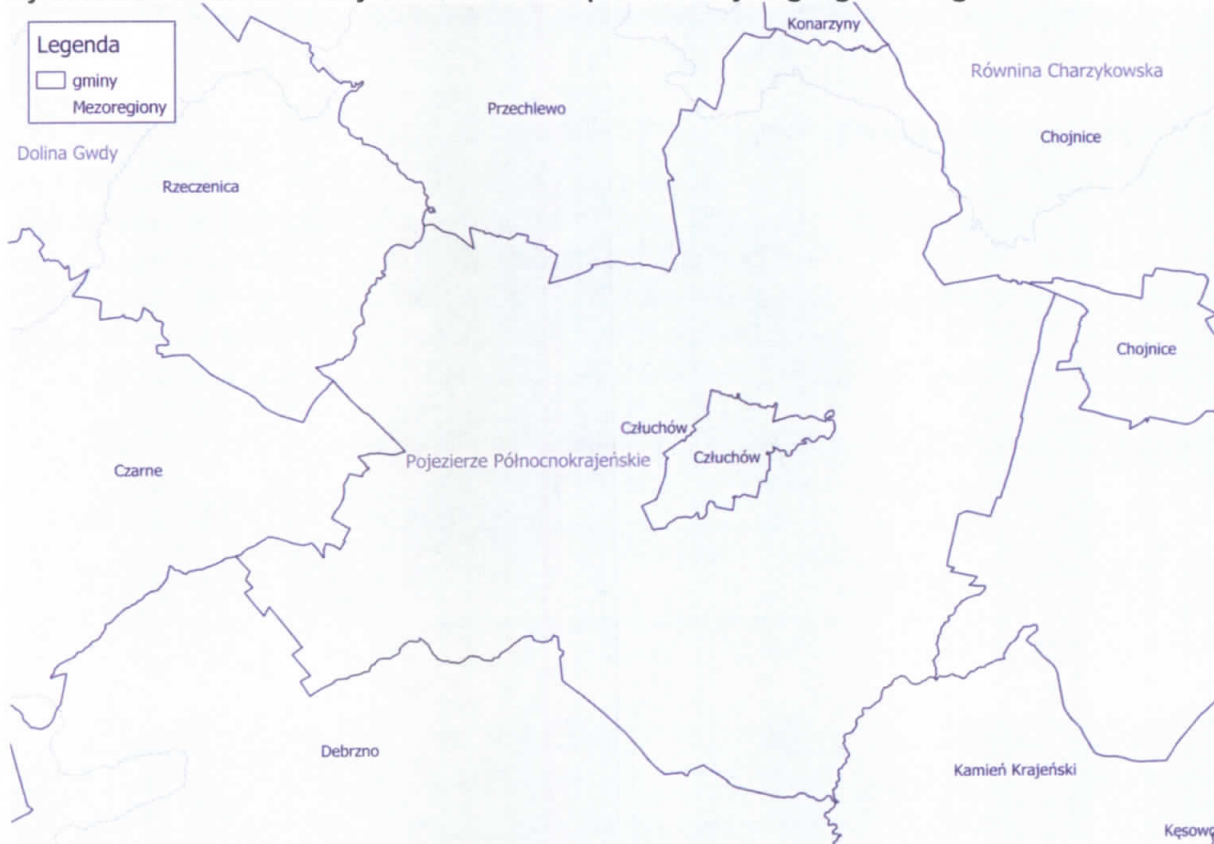 Legenda
gminy
Mezoregiony
Konarzyny
Równina Charzykowska
Przechlewo
Chojnice
Dolina Gwdy
Rzeczenica
Chojnice
Człuchów
Człuchów
Pojezierze Północnokrajeńskie
Czarne
Debrzno
Kamień Krajeński